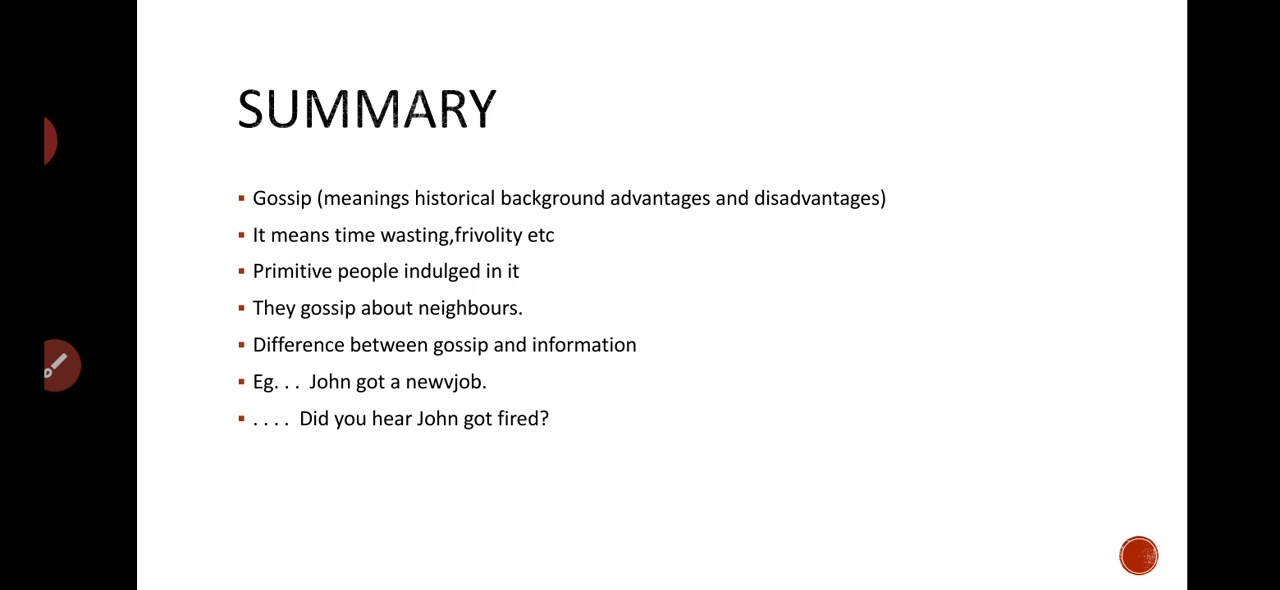 SUMMARY
Gossip (meanings historical background advantages and disadvantages)
It means time wasting,frivolity etc
Primitive people indulged in it
They gossip about neighbours.
Difference between gossip and information
Eg. . .  John got a newvjob.
. . . .  Did you hear John got fired?